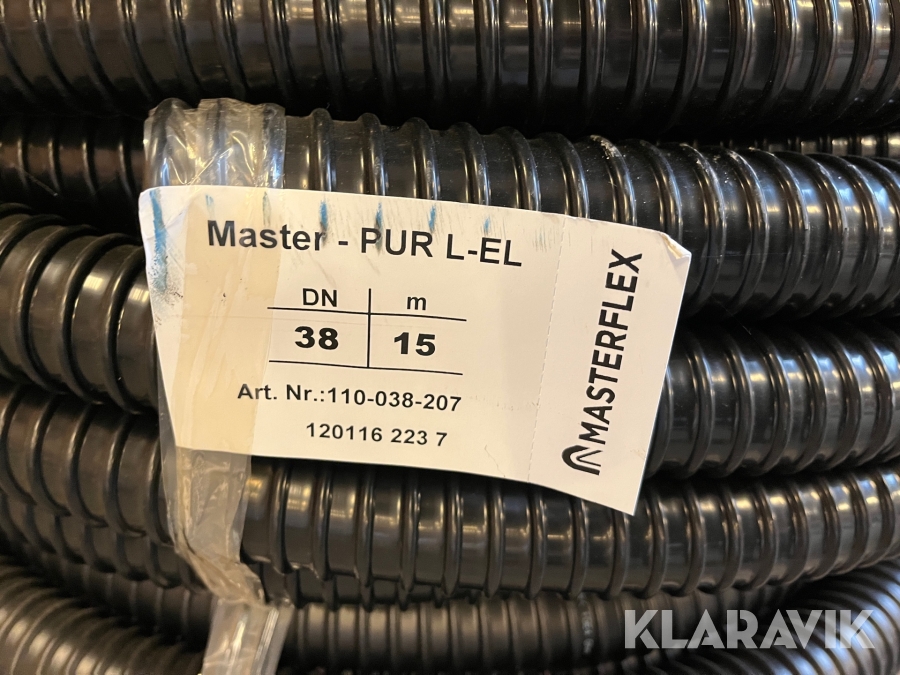 Master - PUR L-EL
DN m
38 15
Art. Nr.:110-038-207
120116 223 7
MASTERFLEX
KLARAVIK